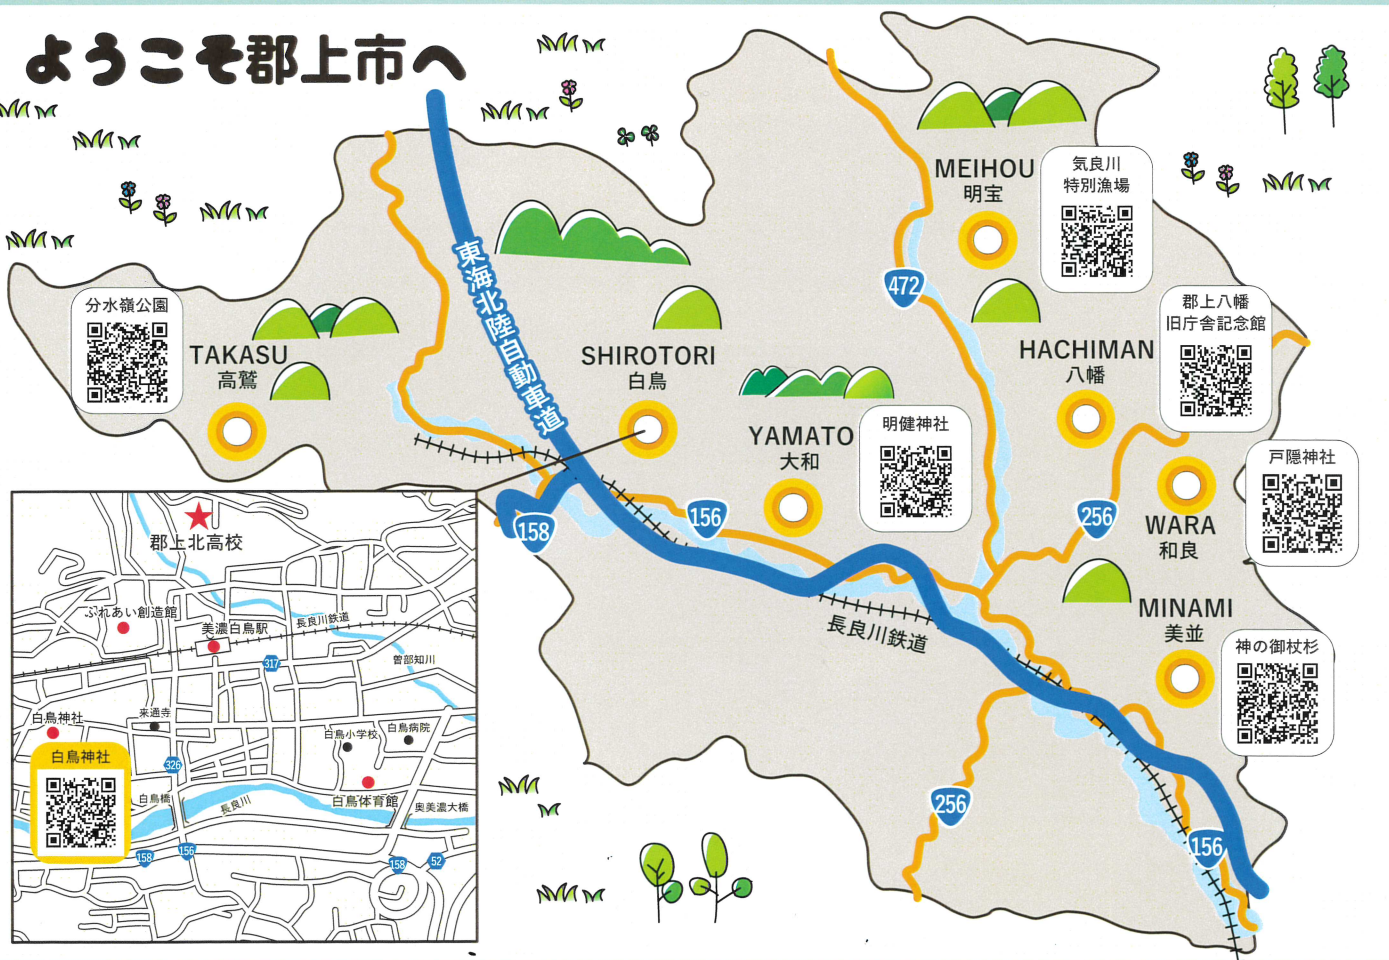 ようこそ郡上市へ
MEIHOU
明宝
気良川
特別漁場
472
東海北陸自動車道
分水嶺公園
TAKASU
高鷲
SHIROTORI
白鳥
HACHIMAN
八幡
郡上八幡
旧庁舎記念館
YAMATO
大和
明健神社
戸隠神社
WARA
和良
158
156
256
長良川鉄道
MINAMI
美並
神の御杖杉
256
156
郡上北高校
ふれあい創造館
美濃白鳥駅
長良川鉄道
317
曽部知川
白鳥神社
来通寺
白鳥小学校
白鳥病院
白鳥神社
326
白鳥橋
長良川
白鳥体育館
奥美濃大橋
158
156
158
52